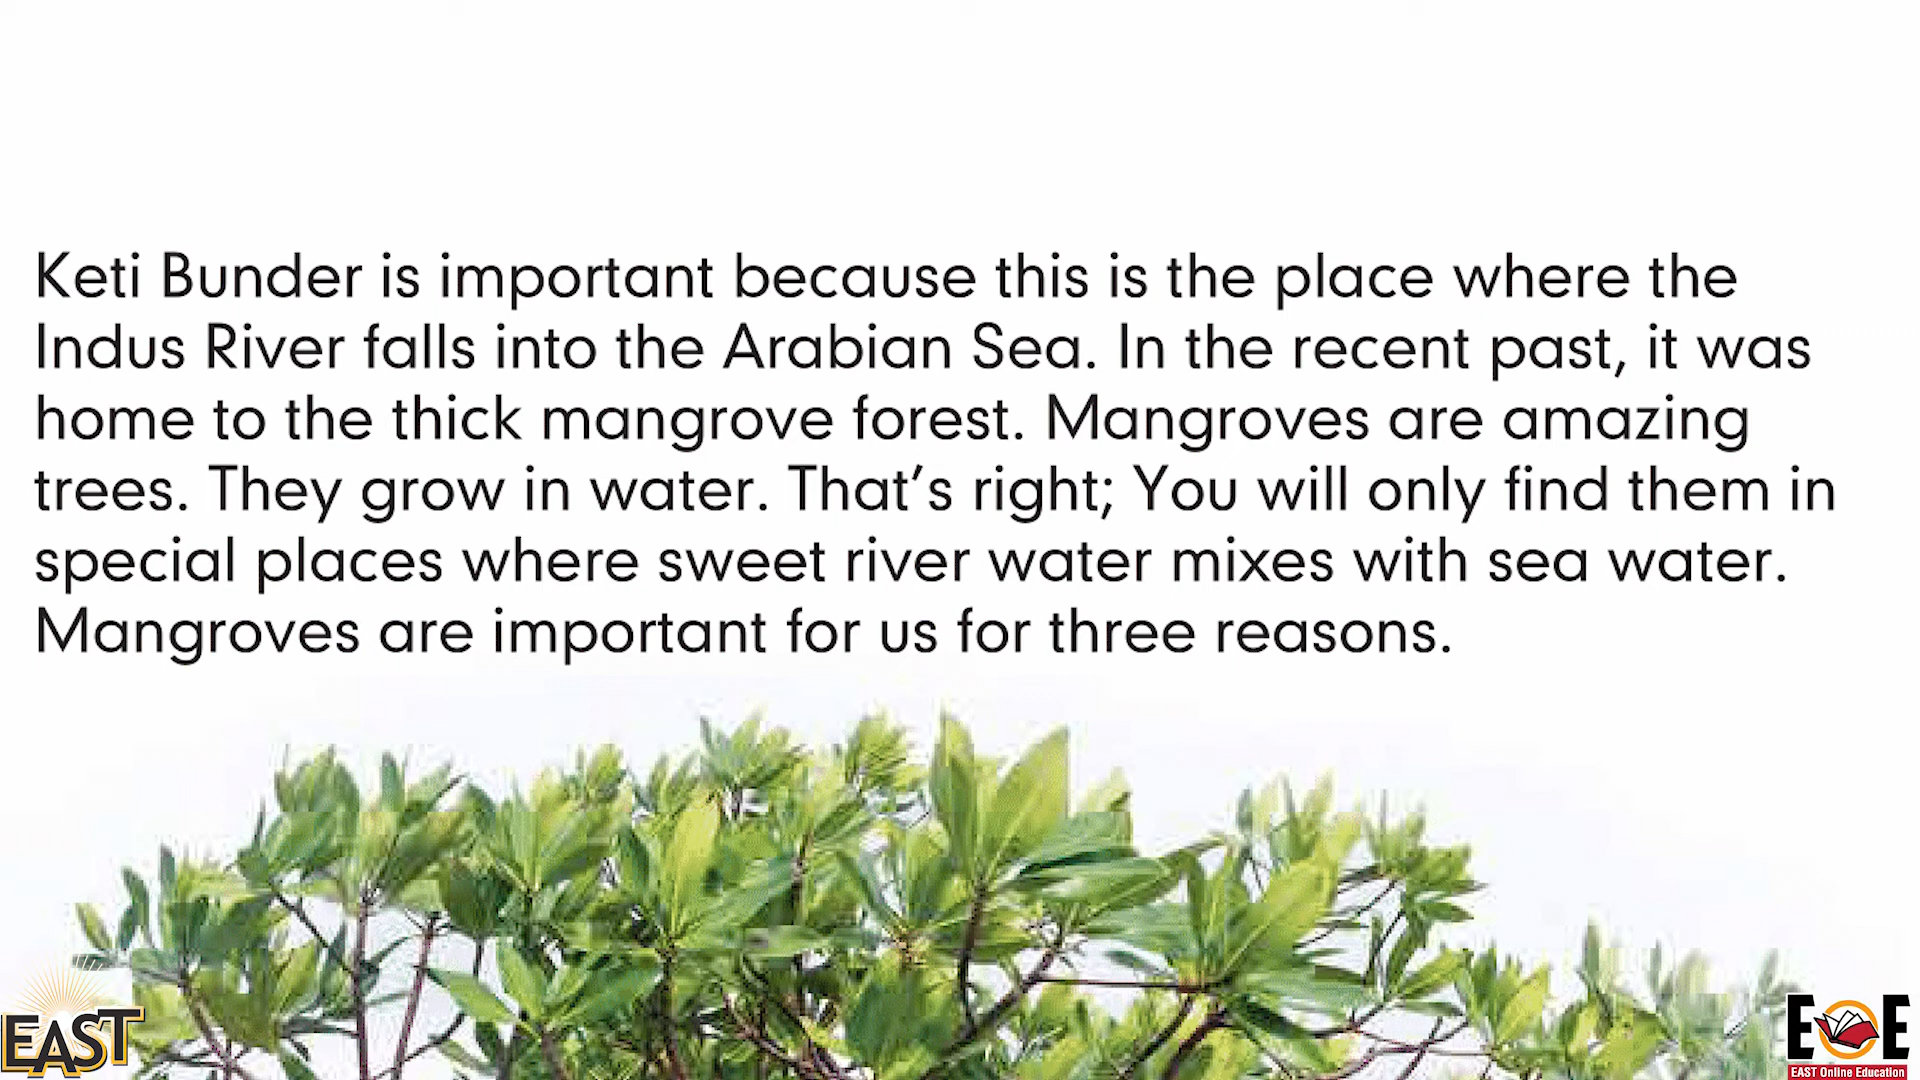 Keti Bunder is important because this is the place where the
Indus River falls into the Arabian Sea. In the recent past, it was
home to the thick mangrove forest. Mangroves are amazing
trees. They grow in water. That’s right; You will only find them in
special places where sweet river water mixes with sea water.
Mangroves are important for us for three reasons.
EAST
EOE
EAST Online Education